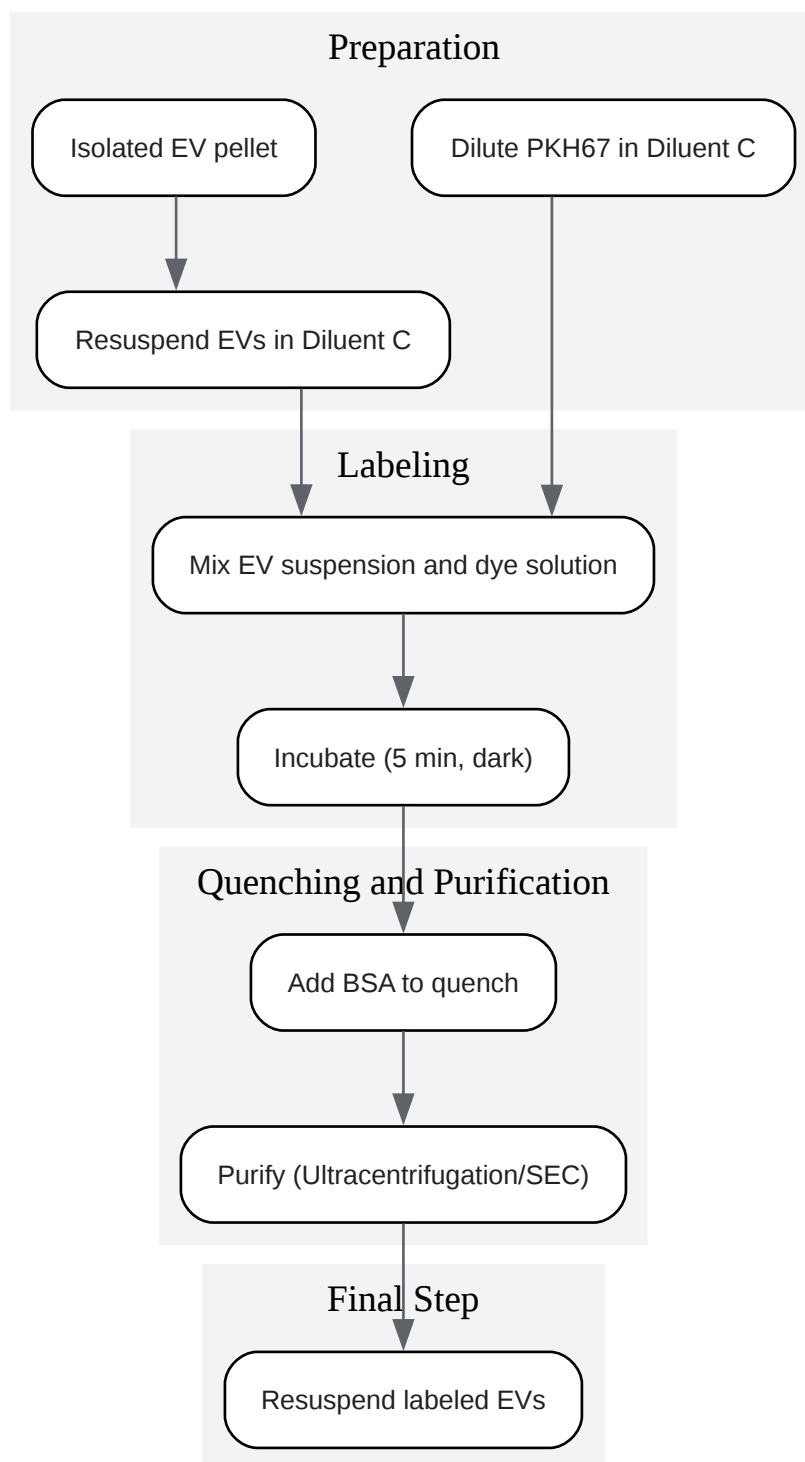 Preparation
Isolated EV pellet
Dilute PKH67 in Diluent C
Resuspend EVs in Diluent C
Labeling
Mix EV suspension and dye solution
Incubate (5 min, dark)
Quenching and Purification
Add BSA to quench
Purify (Ultracentrifugation/SEC)
Final Step
Resuspend labeled EVs